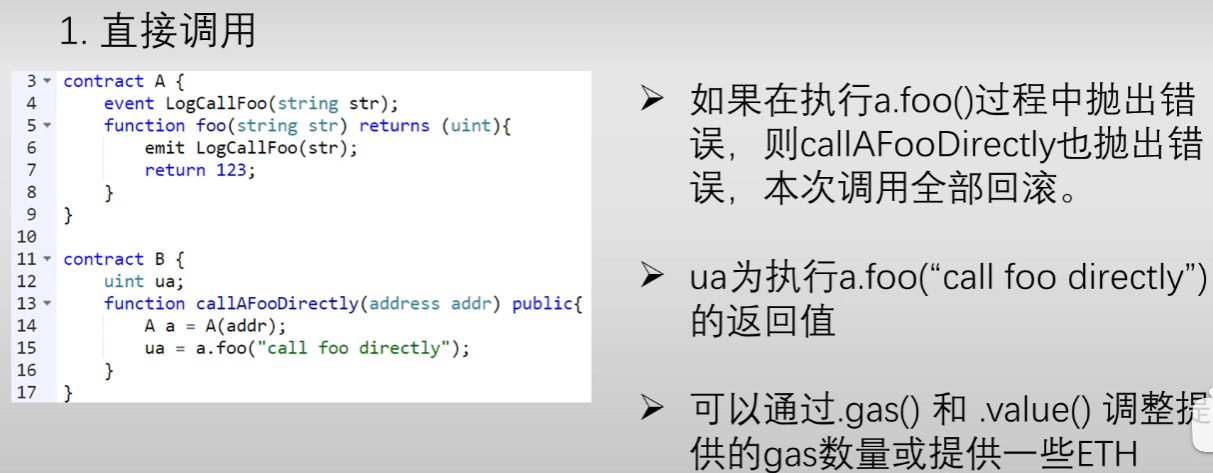 1. 直接调用
3 contract A {
4 event LogCallFoo(string str);
5 function foo(string str) returns (uint){
6 emit LogCallFoo(str);
7 return 123;
8 }
9 }
10
11 contract B {
12 uint ua;
13 function callAFooDirectly(address addr) public{
14 A a = A(addr);
15 ua = a.foo("call foo directly");
16 }
17 }
➢ 如果在执行a.foo()过程中抛出错
误，则callAFooDirectly也抛出错
误，本次调用全部回滚。
➢ ua为执行a.foo(“call foo directly”)
的返回值
➢ 可以通过.gas() 和 .value() 调整提
供的gas数量或提供一些ETH